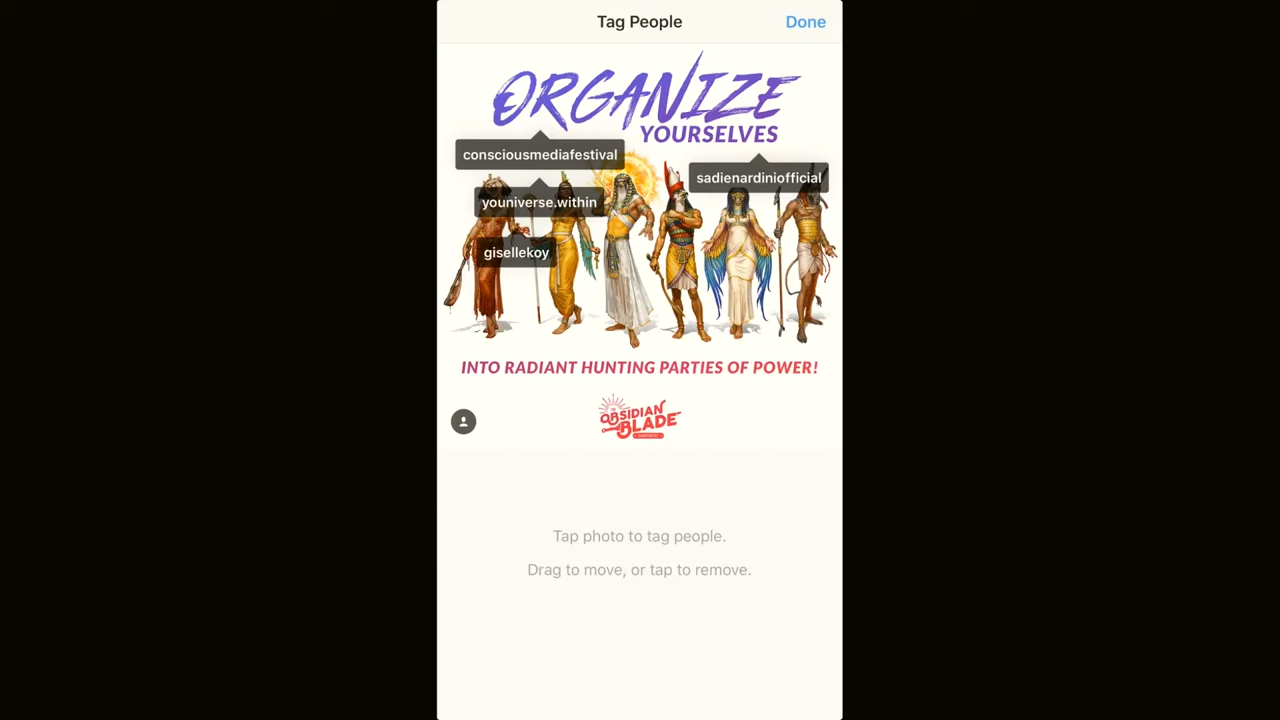 Tag People
Done
ORGANIZE
YOURSELVES
consciousmediafestival
sadienardiniofficial
youniverse.within
gisellekoy
INTO RADIANT HUNTING PARTIES OF POWER!
THE
OBSIDIAN
BLADE
Tap photo to tag people.
Drag to move, or tap to remove.